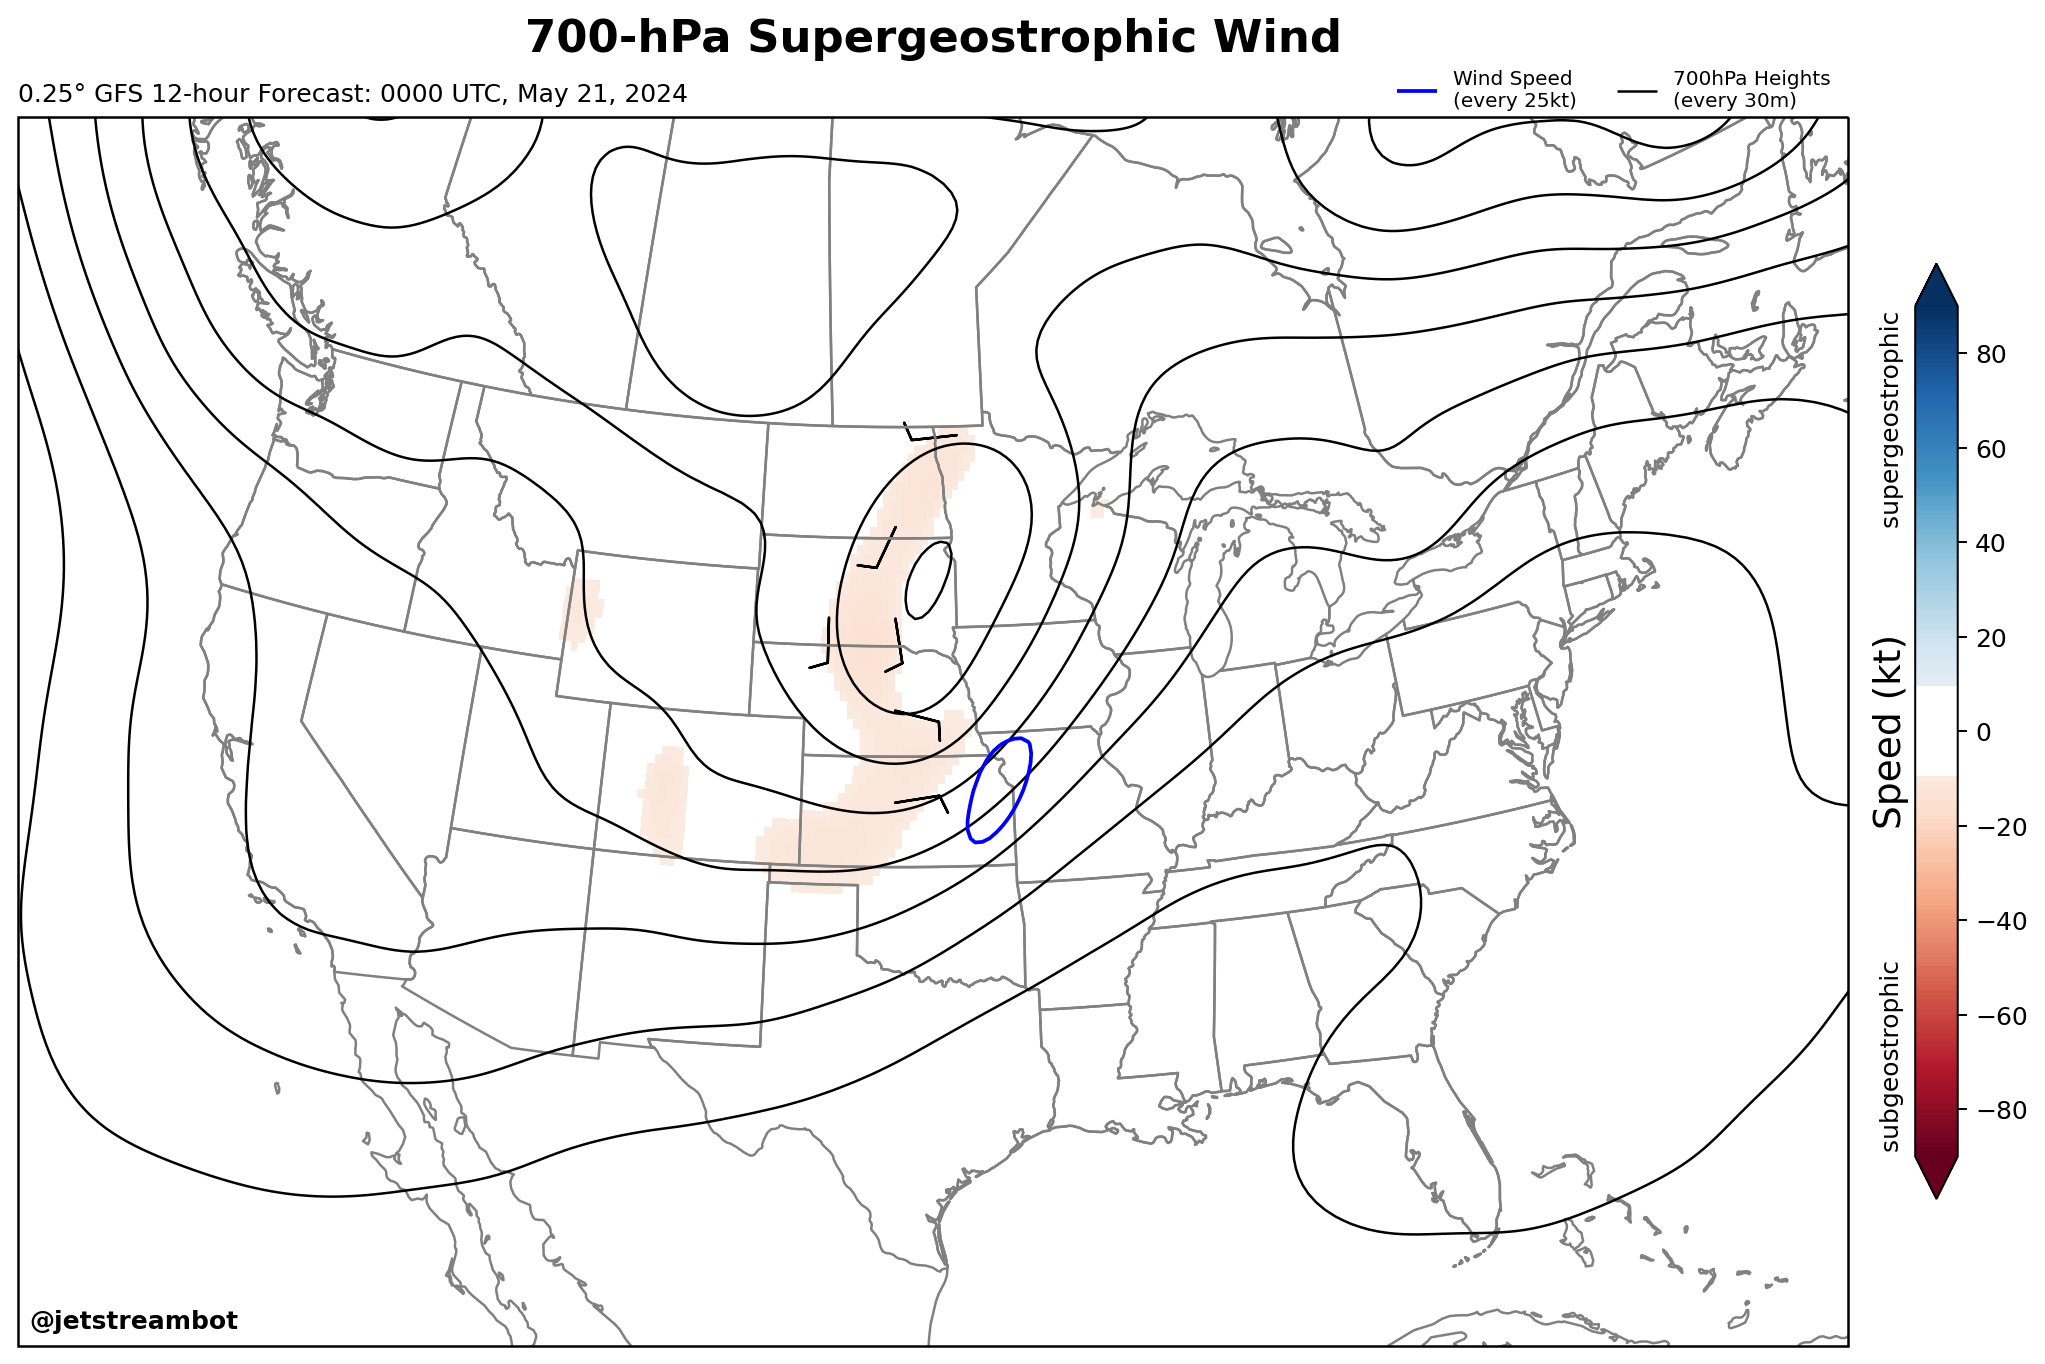 700-hPa Supergeostrophic Wind
0.25° GFS 12-hour Forecast: 0000 UTC, May 21, 2024
Wind Speed
(every 25kt)
700hPa Heights
(every 30m)
supergeostrophic
Speed (kt)
subgeostrophic
80
60
40
20
0
−20
−40
−60
−80
@jetstreambot